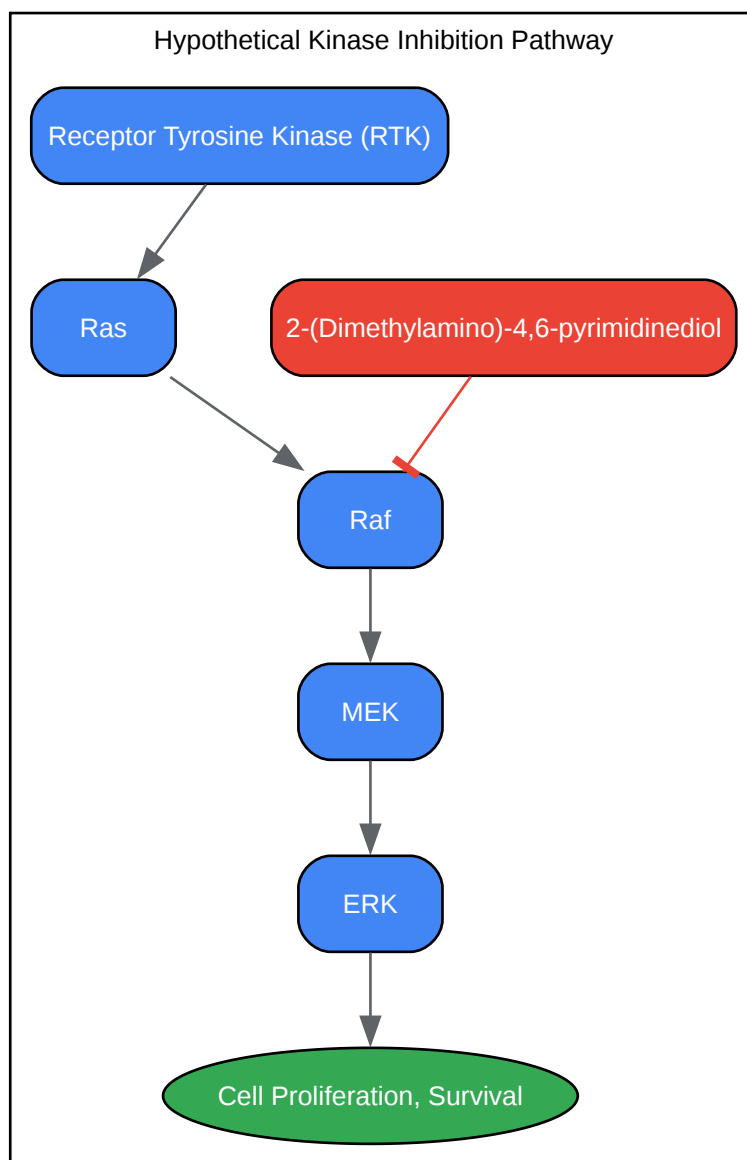 Hypothetical Kinase Inhibition Pathway
Receptor Tyrosine Kinase (RTK)
Ras
2-(Dimethylamino)-4,6-pyrimidinediol
Raf
MEK
ERK
Cell Proliferation, Survival